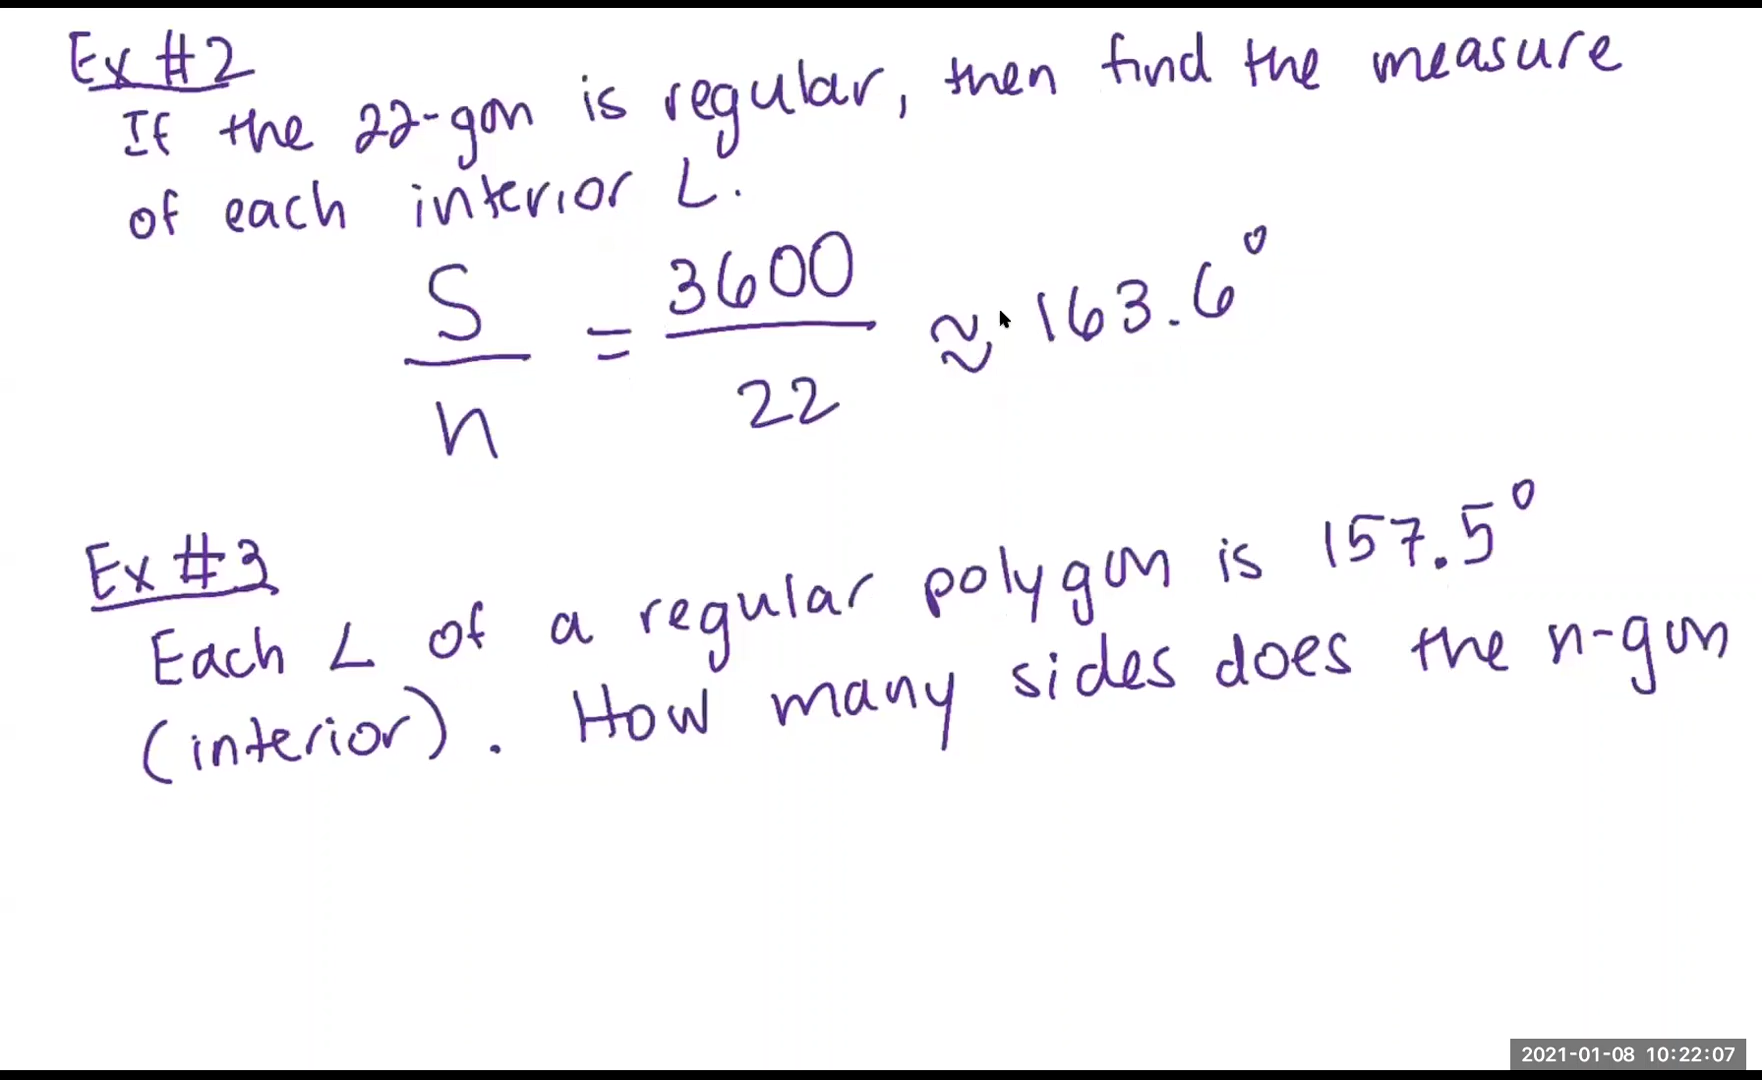 Ex #2
If the 22-gon is regular, then find the measure
of each interior ∠.
S/n = 3600/22 ≈ 163.6°
Ex #3
Each ∠ of a regular polygon is 157.5°
(interior). How many sides does the n-gon
2021-01-08 10:22:07